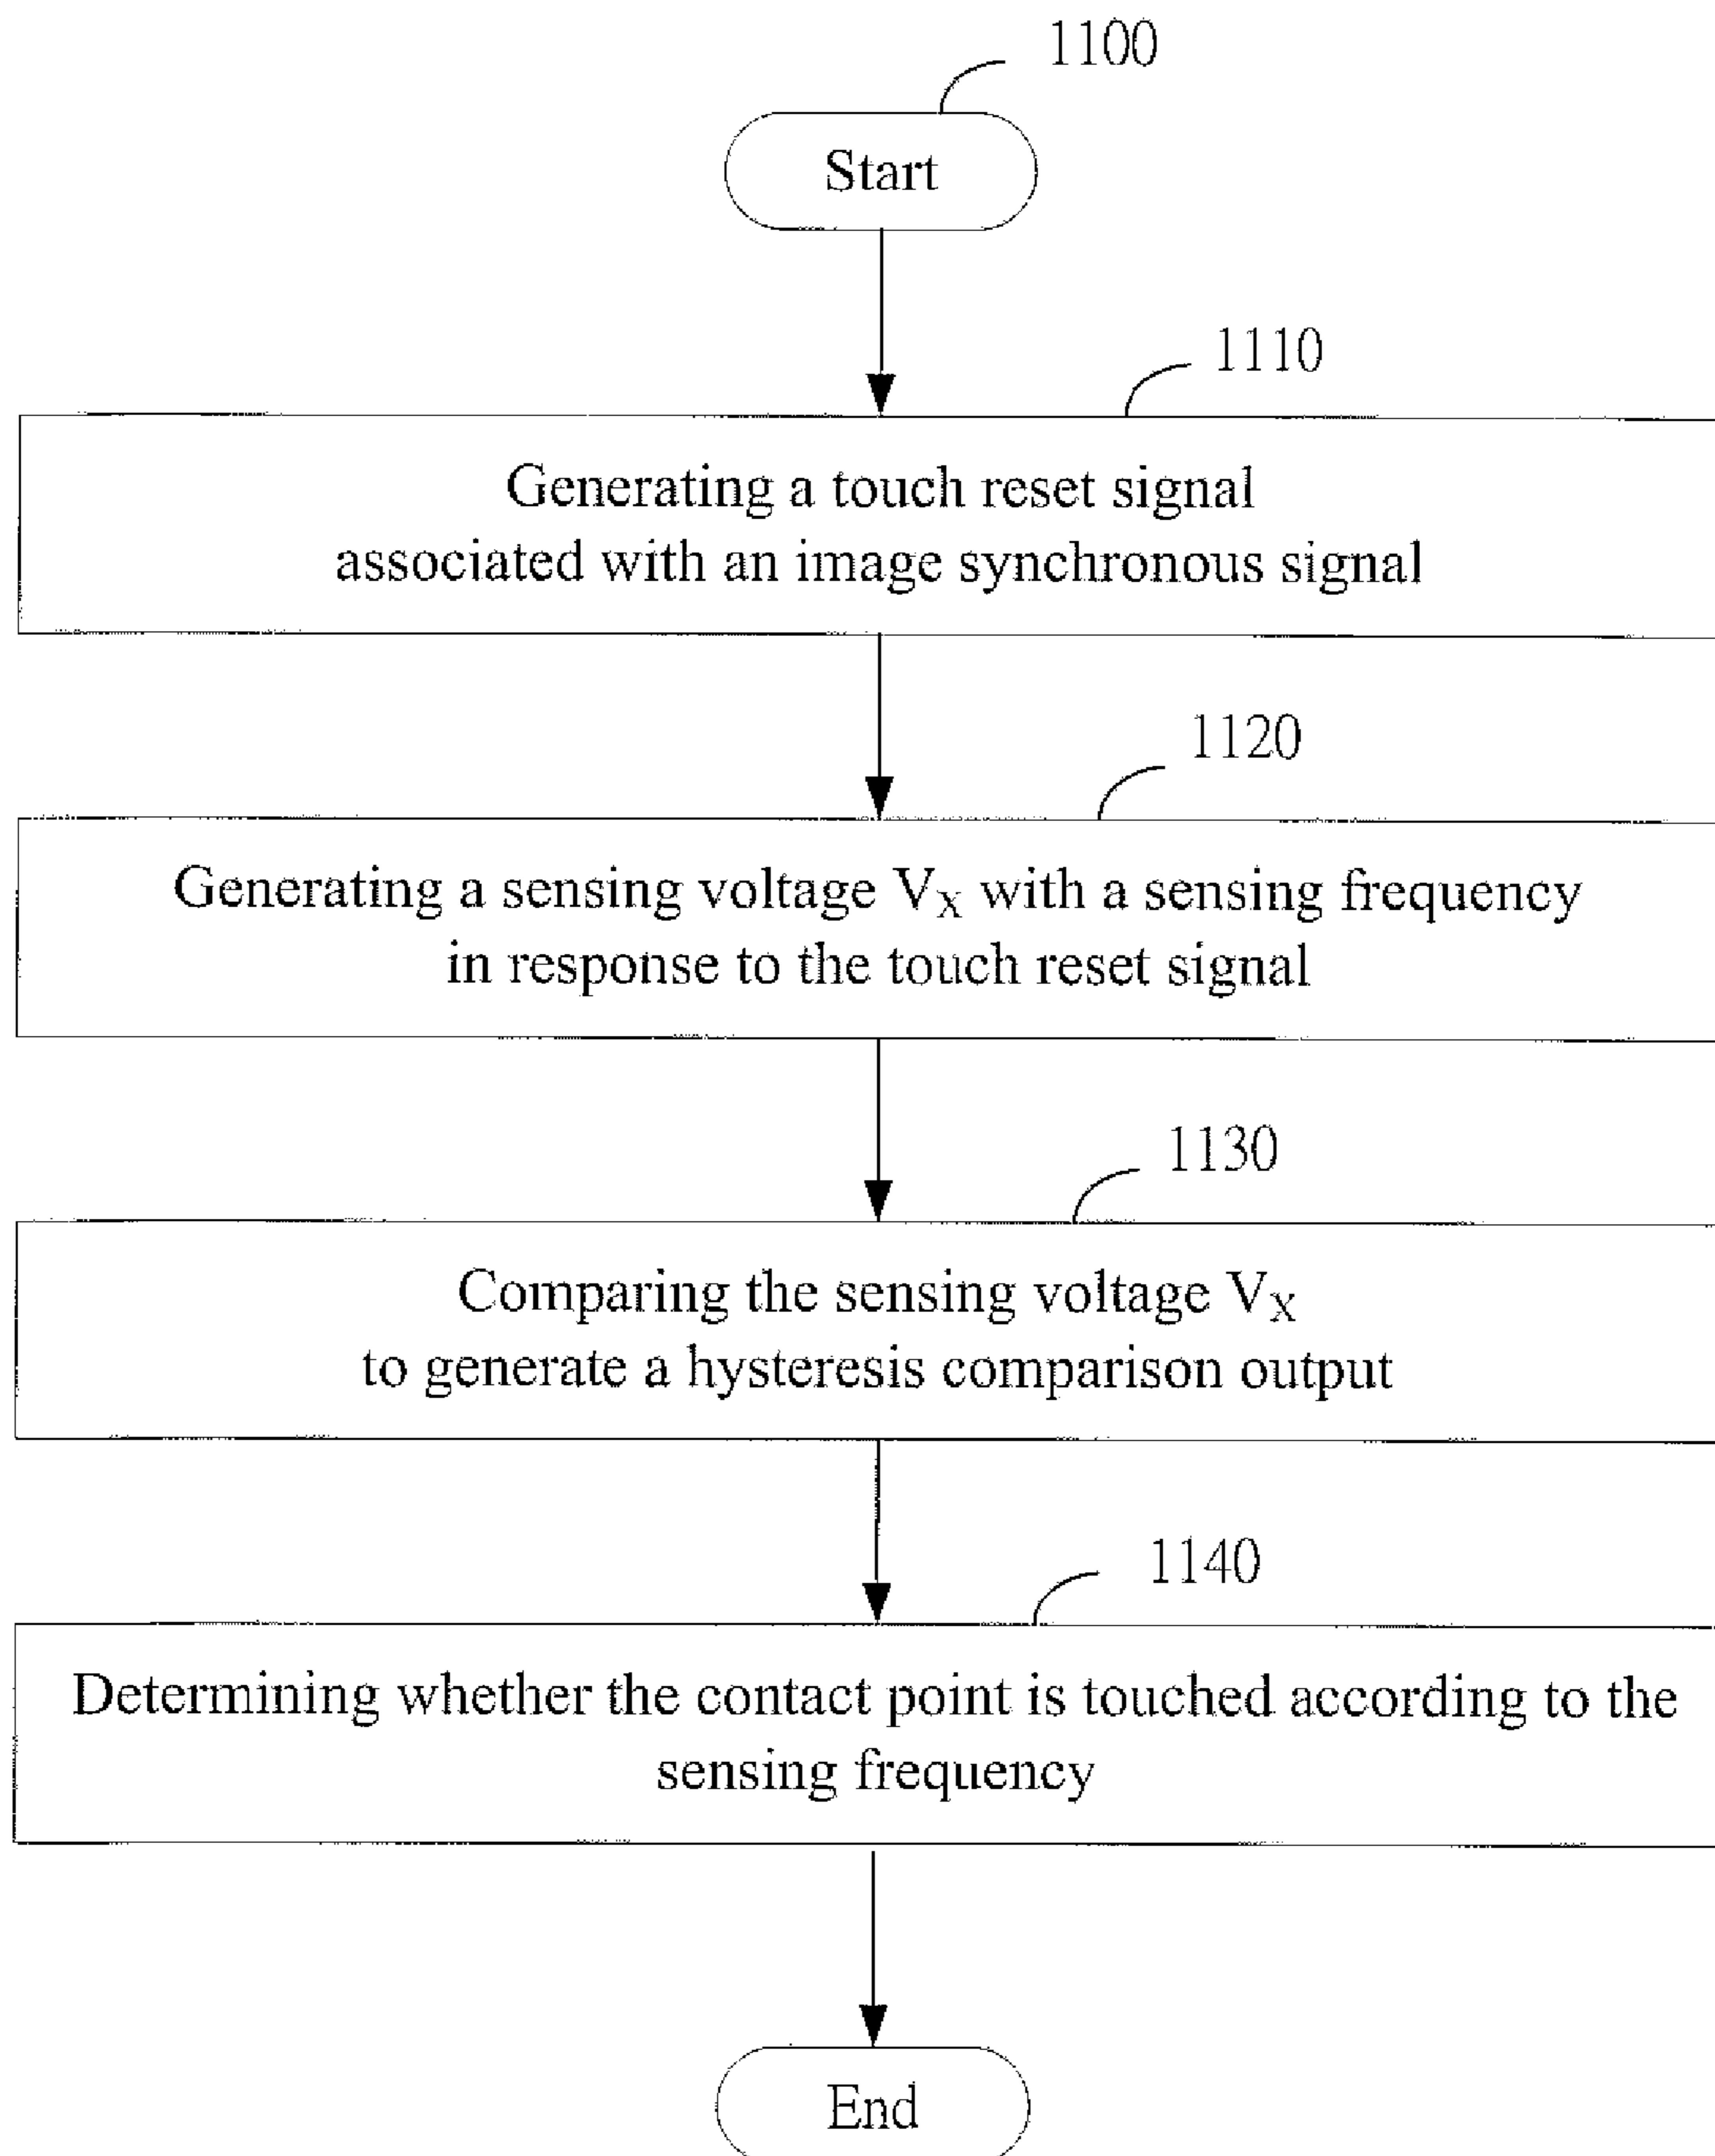 1100
Start
1110
Generating a touch reset signal
associated with an image synchronous signal
1120
Generating a sensing voltage VX with a sensing frequency
in response to the touch reset signal
1130
Comparing the sensing voltage VX
to generate a hysteresis comparison output
1140
Determining whether the contact point is touched according to the
sensing frequency
End